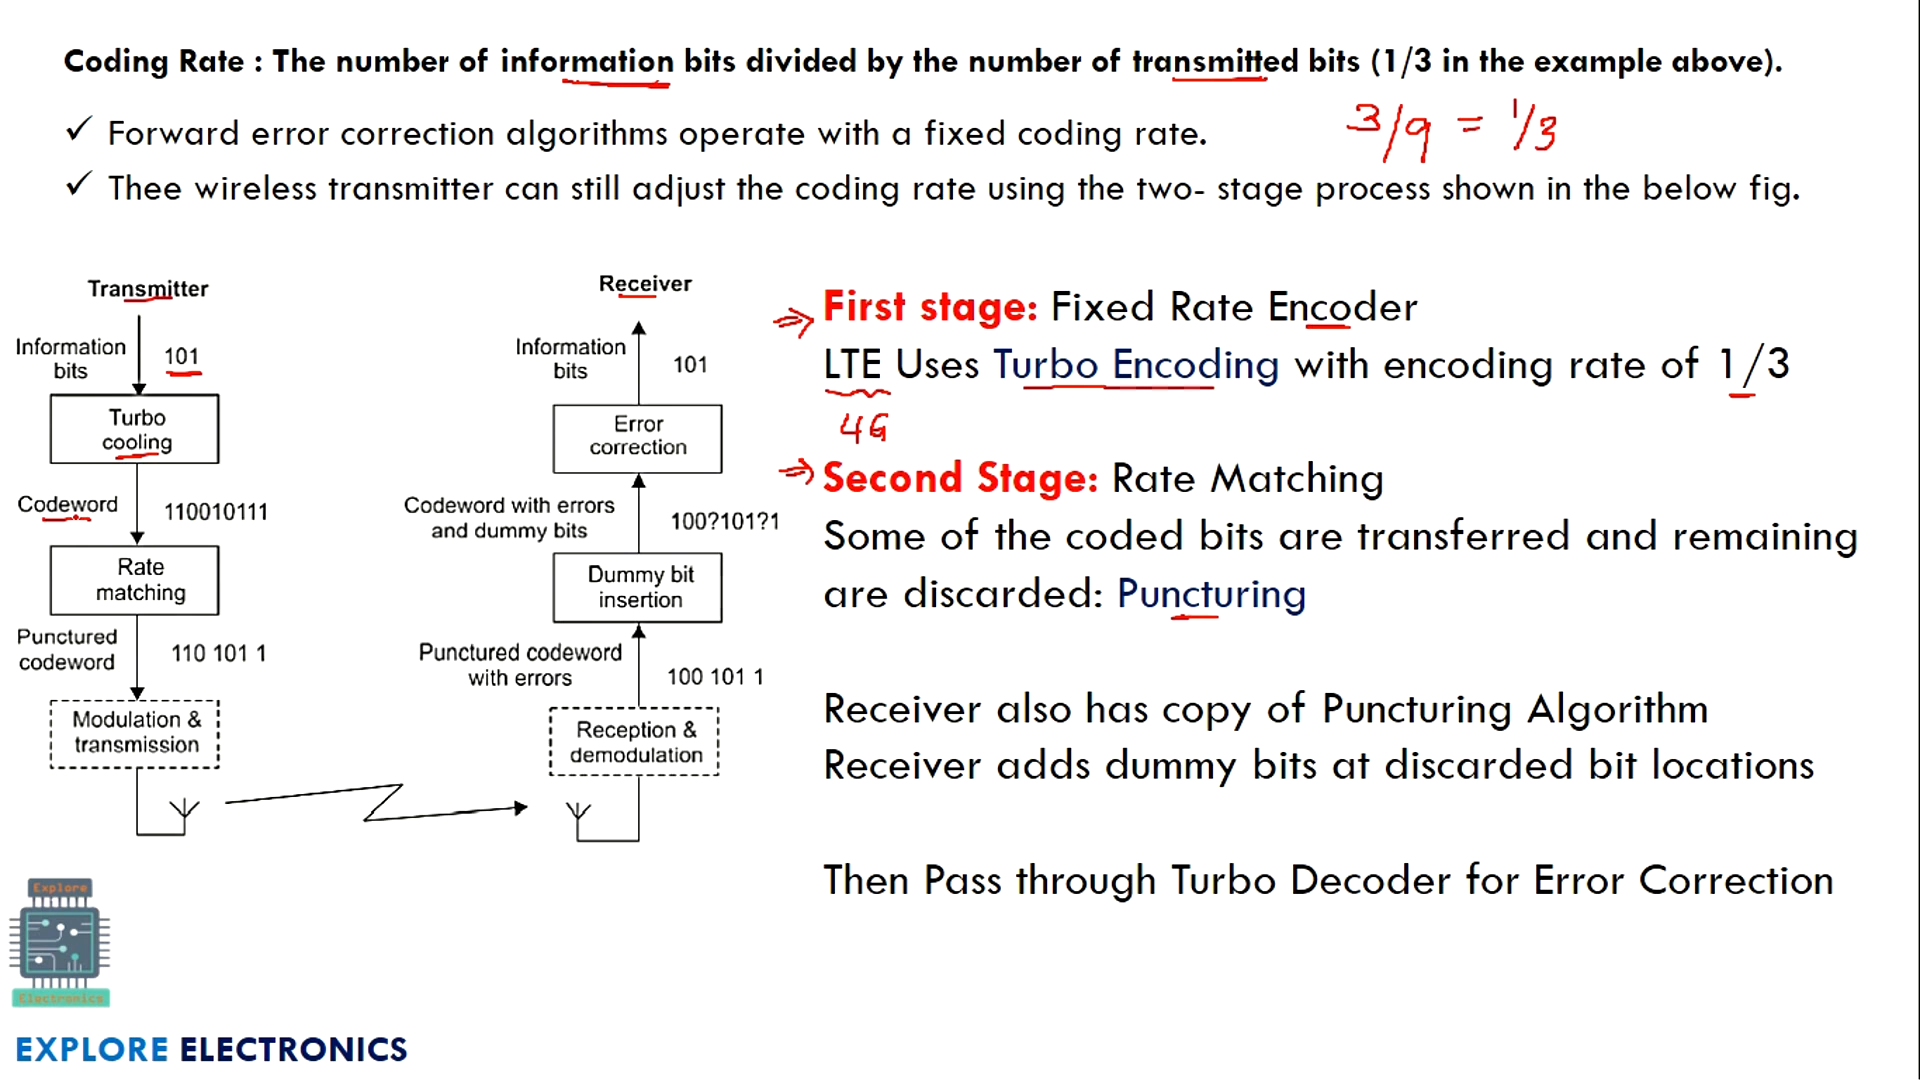 Coding Rate : The number of information bits divided by the number of transmitted bits (1/3 in the example above).
✓ Forward error correction algorithms operate with a fixed coding rate.
3/9 = 1/3
✓ Thee wireless transmitter can still adjust the coding rate using the two- stage process shown in the below fig.
Transmitter
Information
bits
101
Turbo
cooling
Codeword
110010111
Rate
matching
Punctured
codeword
110 101 1
Modulation &
transmission
Receiver
Information
bits
101
Error
correction
Codeword with errors
and dummy bits
100?101?1
Dummy bit
insertion
Punctured codeword
with errors
100 101 1
Reception &
demodulation
⇒ First stage: Fixed Rate Encoder
LTE Uses Turbo Encoding with encoding rate of 1/3
4G
⇒ Second Stage: Rate Matching
Some of the coded bits are transferred and remaining
are discarded: Puncturing
Receiver also has copy of Puncturing Algorithm
Receiver adds dummy bits at discarded bit locations
Then Pass through Turbo Decoder for Error Correction
Explore
Electronics
EXPLORE ELECTRONICS